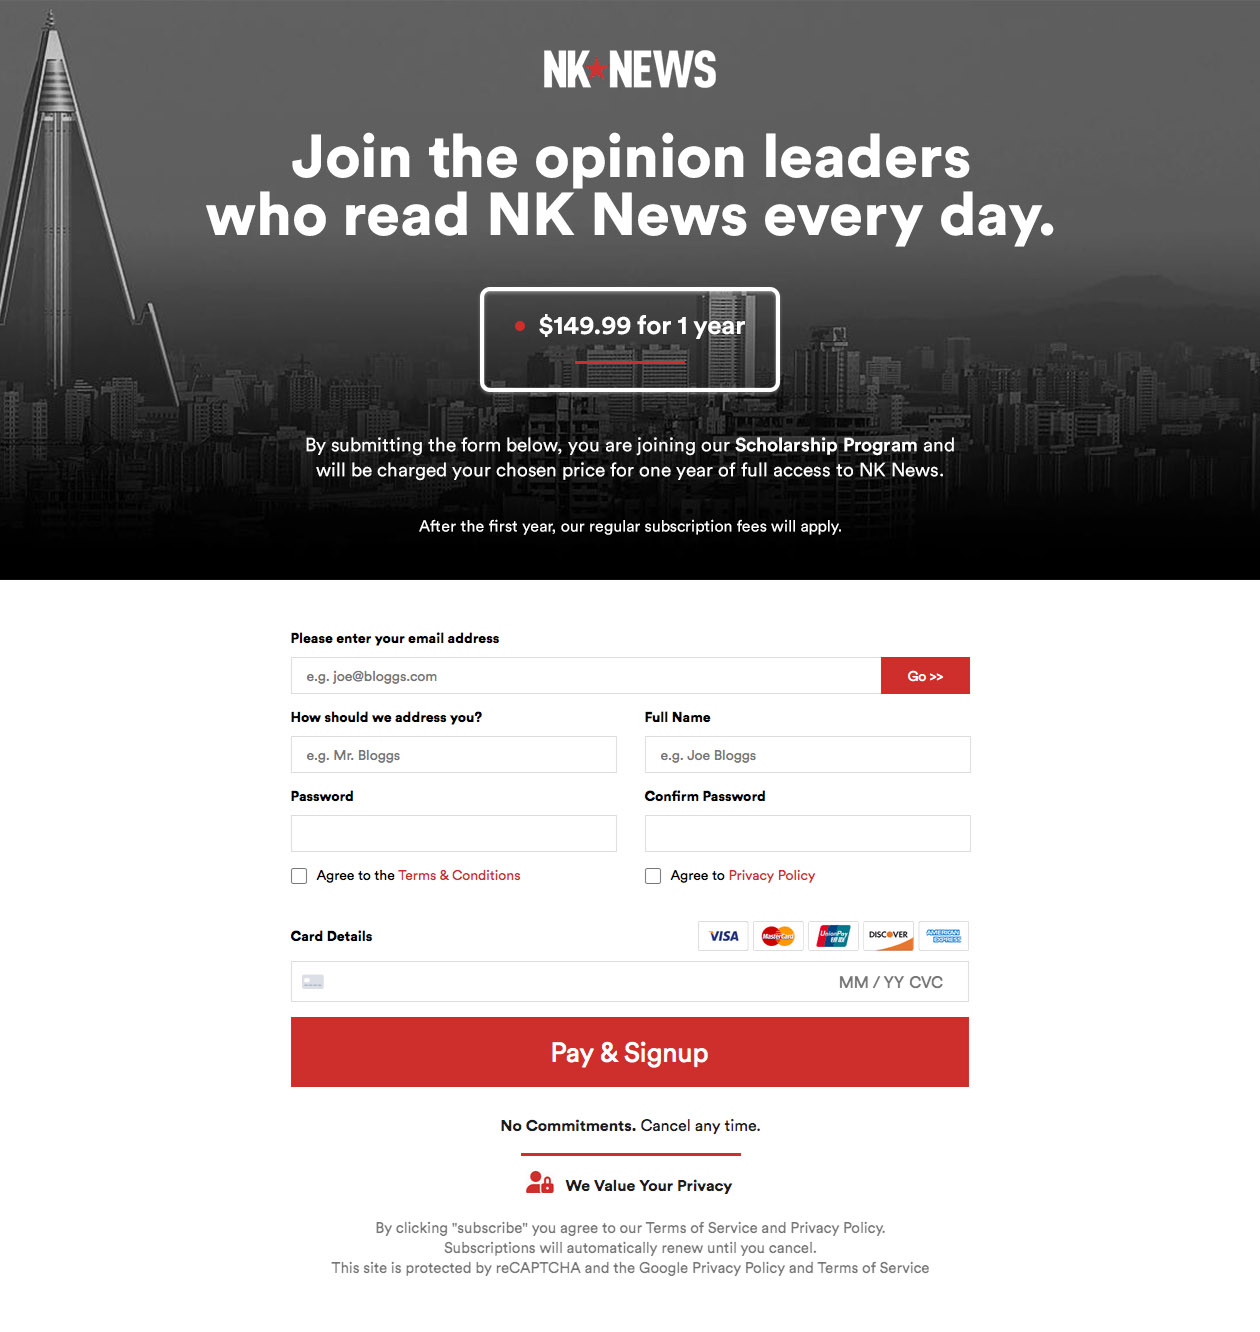 NK NEWS
Join the opinion leaders
who read NK News every day.
$149.99 for 1 year
By submitting the form below, you are joining our Scholarship Program and
will be charged your chosen price for one year of full access to NK News.
After the first year, our regular subscription fees will apply.
Please enter your email address
e.g. joe@bloggs.com
Go >>
How should we address you?
Full Name
e.g. Mr. Bloggs
e.g. Joe Bloggs
Password
Confirm Password
Agree to the Terms & Conditions
Agree to Privacy Policy
Card Details
VISA
MasterCard
UnionPay
银联
DISCOVER
AMERICAN
EXPRESS
MM / YY CVC
Pay & Signup
No Commitments. Cancel any time.
We Value Your Privacy
By clicking "subscribe" you agree to our Terms of Service and Privacy Policy.
Subscriptions will automatically renew until you cancel.
This site is protected by reCAPTCHA and the Google Privacy Policy and Terms of Service